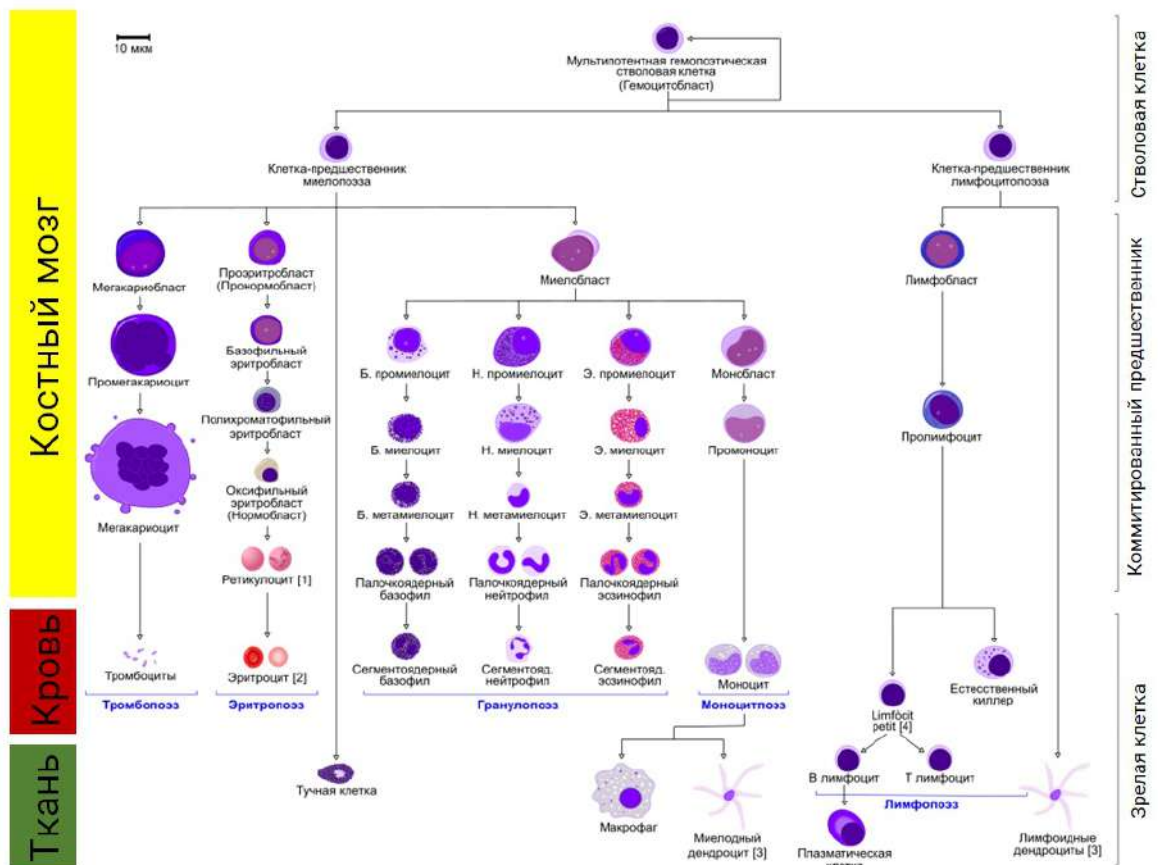 10 мкм
Мультипотентная гемопоэтическая
стволовая клетка
(Гемоцитобласт)
Клетка-предшественник
миелопоэза
Клетка-предшественник
лимфоцитопоэза
Стволовая клетка
Костный мозг
Мегакариобласт
Проэритробласт
(Пронормобласт)
Миелобласт
Лимфобласт
Базофильный
эритробласт
Промегакариоцит
Б. промиелоцит
Н. промиелоцит
Э. промиелоцит
Монобласт
Полихроматофильный
эритробласт
Б. миелоцит
Н. миелоцит
Э. миелоцит
Промоноцит
Пролимфоцит
Коммитированный предшественник
Мегакариоцит
Оксифильный
эритробласт
(Нормобласт)
Б. метамиелоцит
Н. метамиелоцит
Э. метамиелоцит
Ретикулоцит [1]
Палочкоядерный
базофил
Палочкоядерный
нейтрофил
Палочкоядерный
эозинофил
Кровь
Тромбоциты
Эритроцит [2]
Сегментоядерный
базофил
Сегментояд.
нейтрофил
Сегментояд.
эозинофил
Моноцит
Естесственный
киллер
Тромбопоэз
Эритропоэз
Гранулопоэз
Моноцитпоэз
Limfòcit
petit [4]
Зрелая клетка
Ткань
Тучная клетка
В лимфоцит
Т лимфоцит
Лимфопоэз
Макрофаг
Миелодный
дендроцит [3]
Плазматическая
Лимфоидные
дендроциты [3]